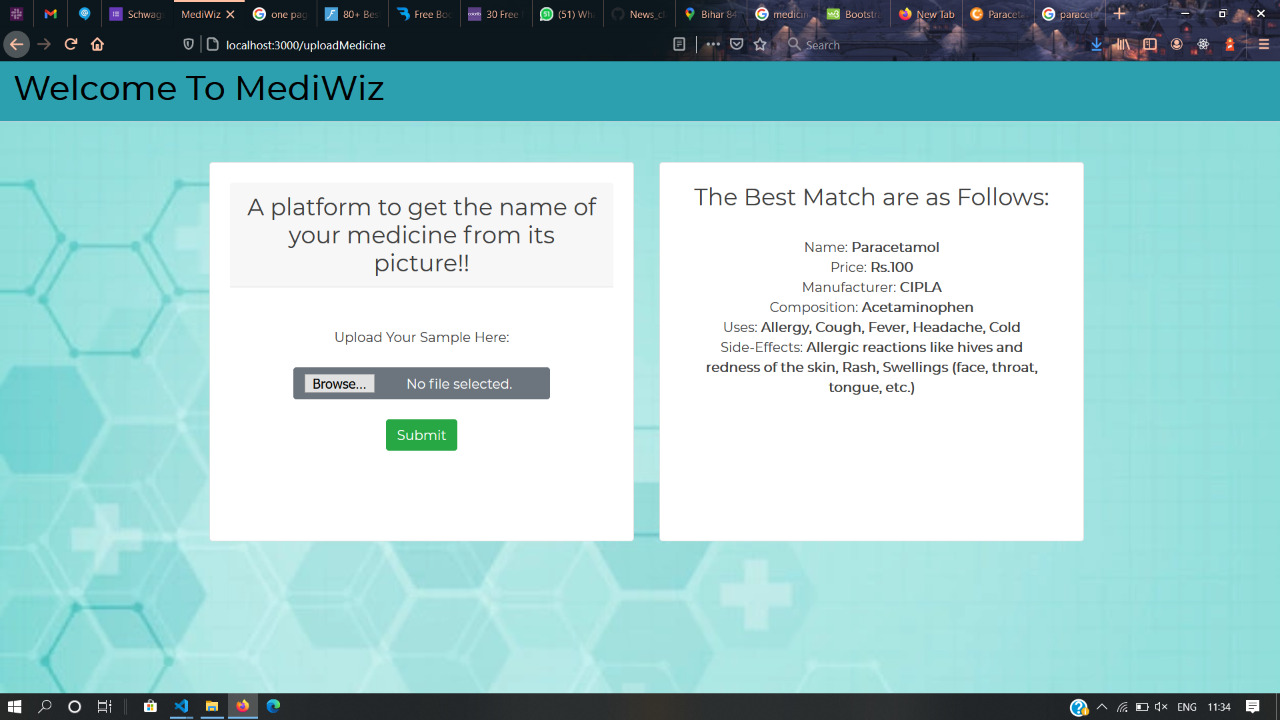 Schwag
MediWiz
one pag
80+ Bes
Free Boo
30 Free
(51) Wh
News_cl
Bihar 84
medicin
Bootstr
New Tab
Paraceta
paracet
localhost:3000/uploadMedicine
Search
Welcome To MediWiz
A platform to get the name of
your medicine from its
picture!!
Upload Your Sample Here:
Browse... No file selected.
Submit
The Best Match are as Follows:
Name: Paracetamol
Price: Rs.100
Manufacturer: CIPLA
Composition: Acetaminophen
Uses: Allergy, Cough, Fever, Headache, Cold
Side-Effects: Allergic reactions like hives and
redness of the skin, Rash, Swellings (face, throat,
tongue, etc.)
ENG 11:34